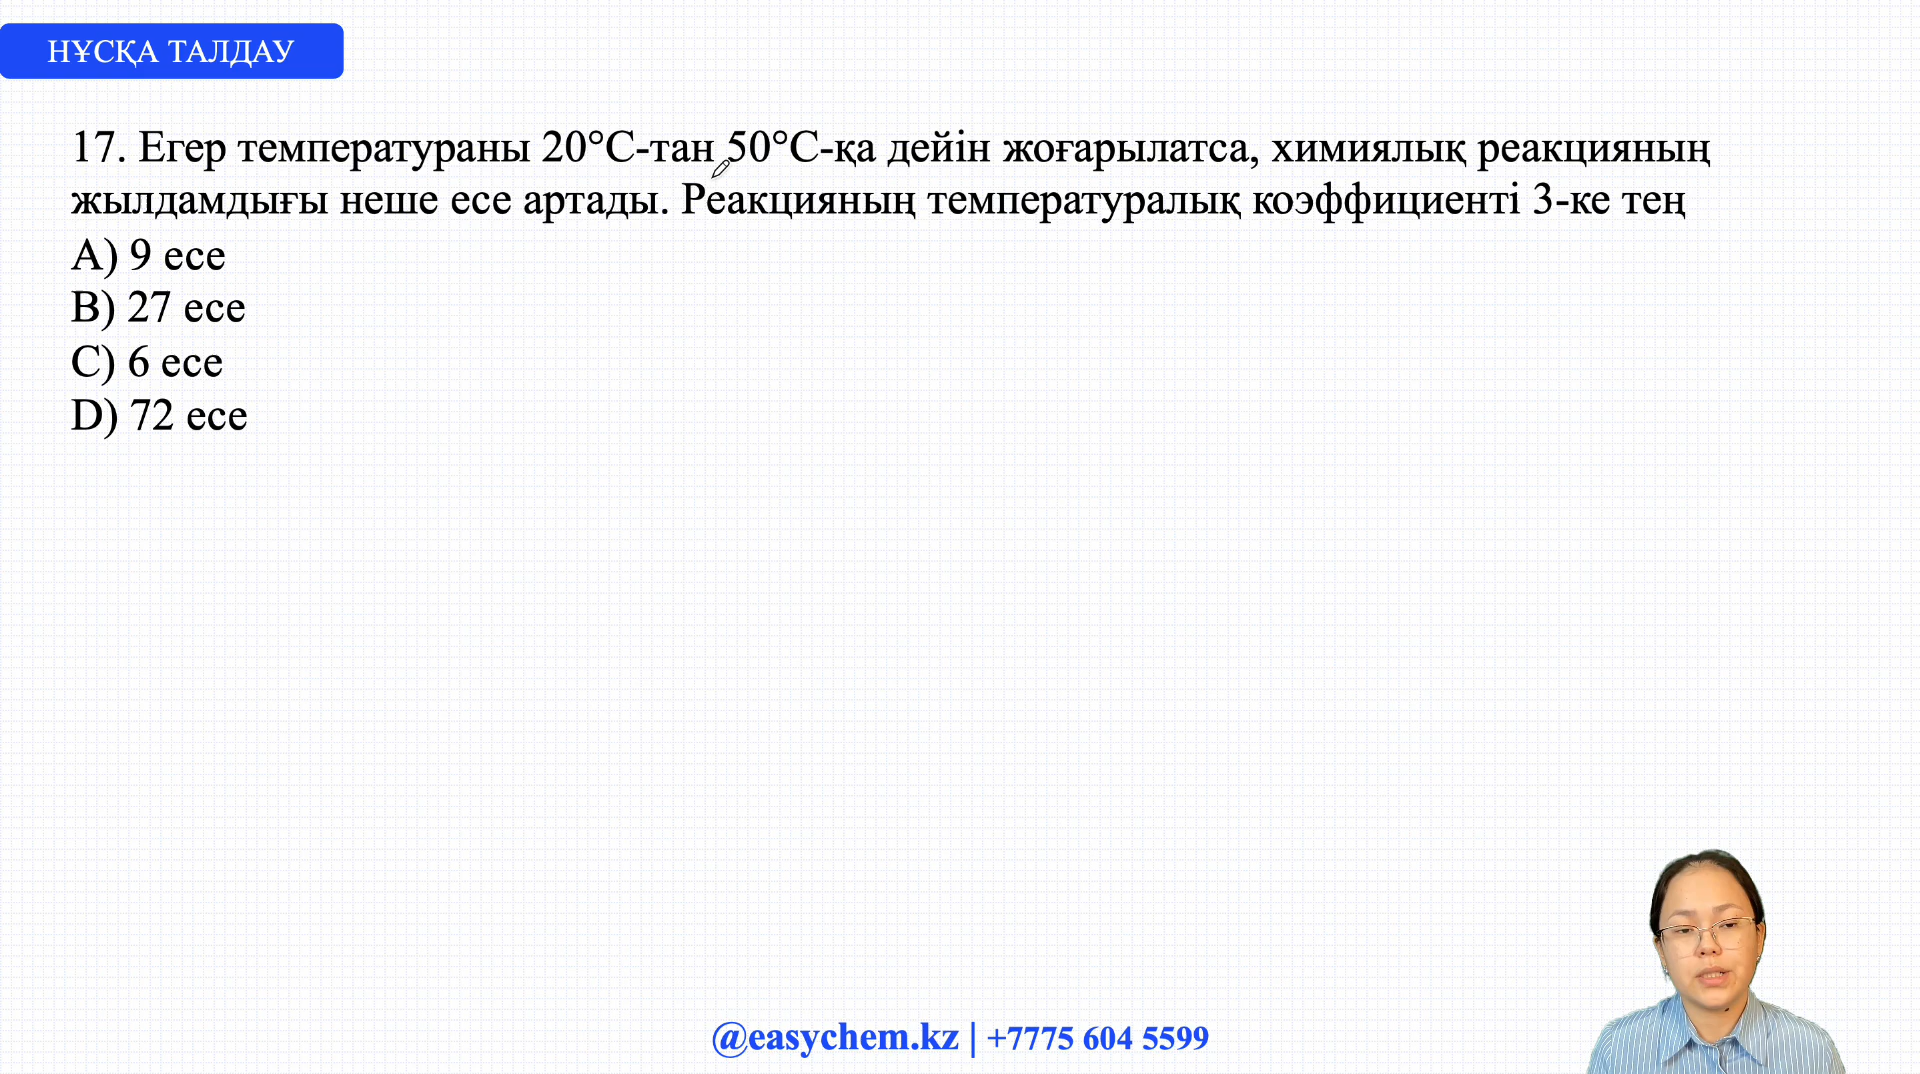 НҰСҚА ТАЛДАУ
17. Егер температураны 20°С-тан 50°С-қа дейін жоғарылатса, химиялық реакцияның
жылдамдығы неше есе артады. Реакцияның температуралық коэффициенті 3-ке тең
A) 9 есе
B) 27 есе
C) 6 есе
D) 72 есе
@easychem.kz | +7775 604 5599